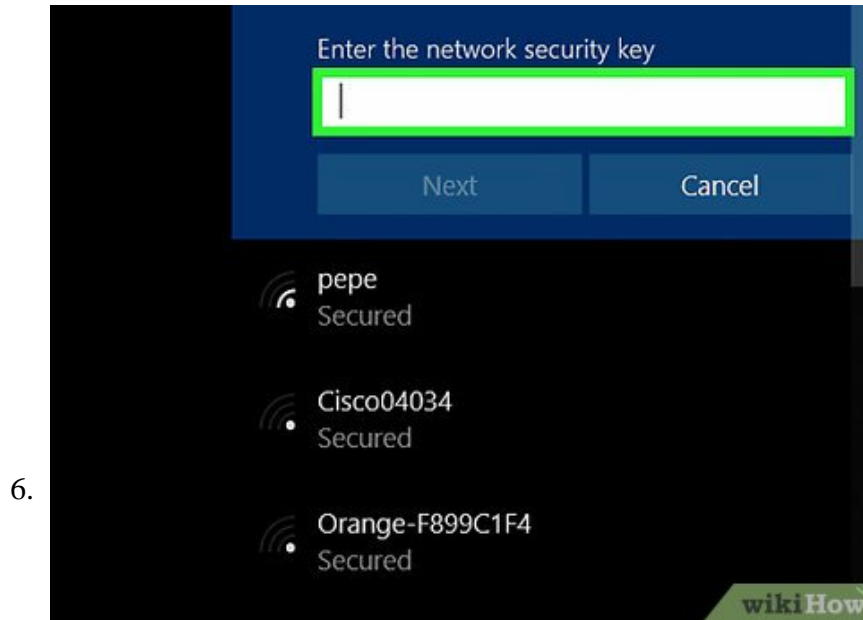 Enter the network security key
Next Cancel
pepe
Secured
Cisco04034
Secured
6.
Orange-F899C1F4
Secured
wikiHow